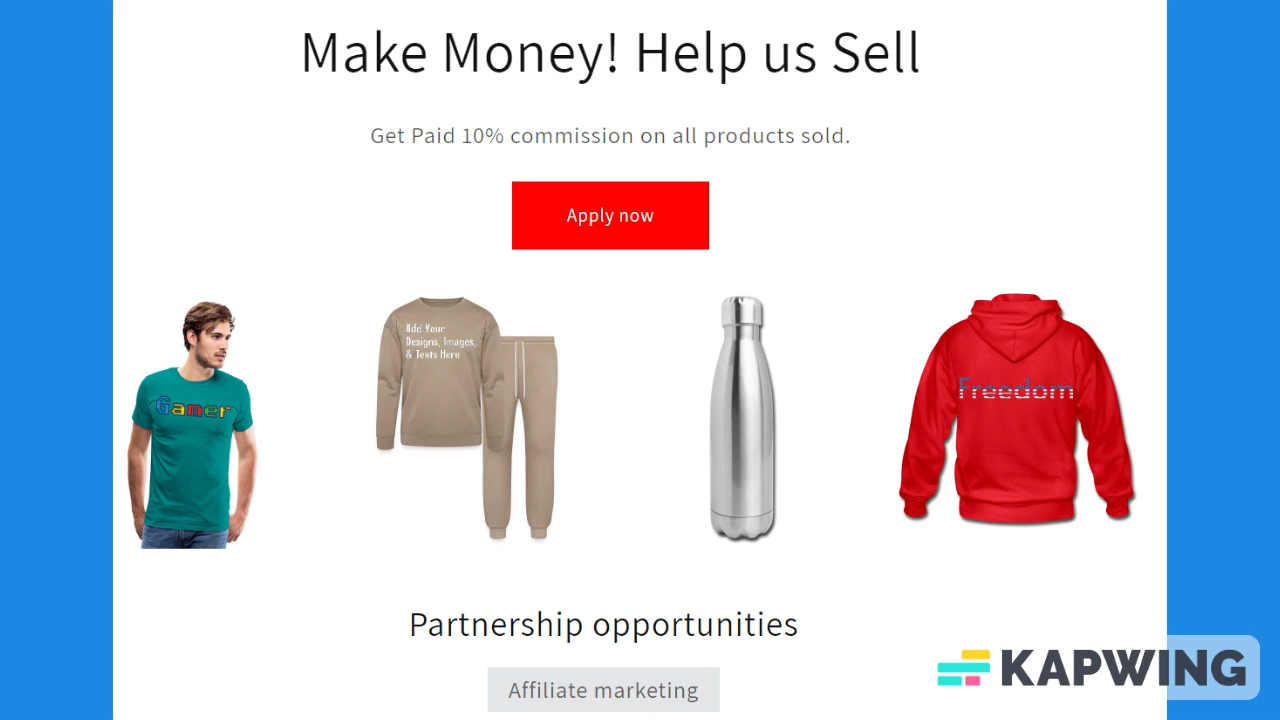 Make Money! Help us Sell
Get Paid 10% commission on all products sold.
Apply now
Gamer
Add Your
Designs, Images,
& Texts Here
Freedom
Partnership opportunities
Affiliate marketing
KAPWING